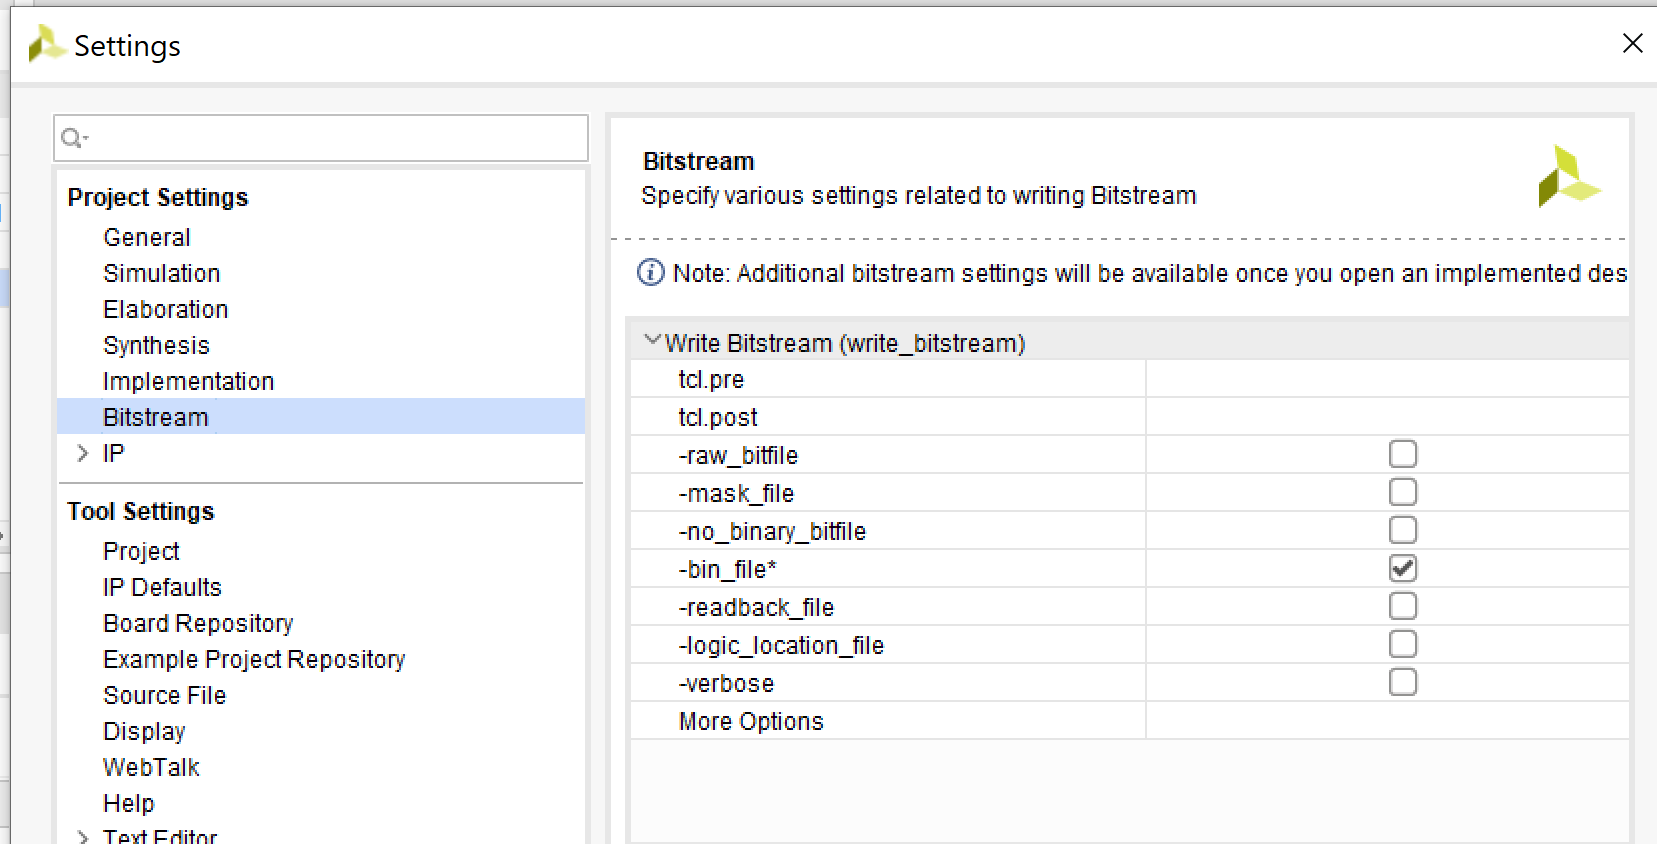 Settings
Project Settings
General
Simulation
Elaboration
Synthesis
Implementation
Bitstream
IP
Tool Settings
Project
IP Defaults
Board Repository
Example Project Repository
Source File
Display
WebTalk
Help
Text Editor
Bitstream
Specify various settings related to writing Bitstream
Note: Additional bitstream settings will be available once you open an implemented des
Write Bitstream (write_bitstream)
tcl.pre
tcl.post
-raw_bitfile
-mask_file
-no_binary_bitfile
-bin_file*
-readback_file
-logic_location_file
-verbose
More Options